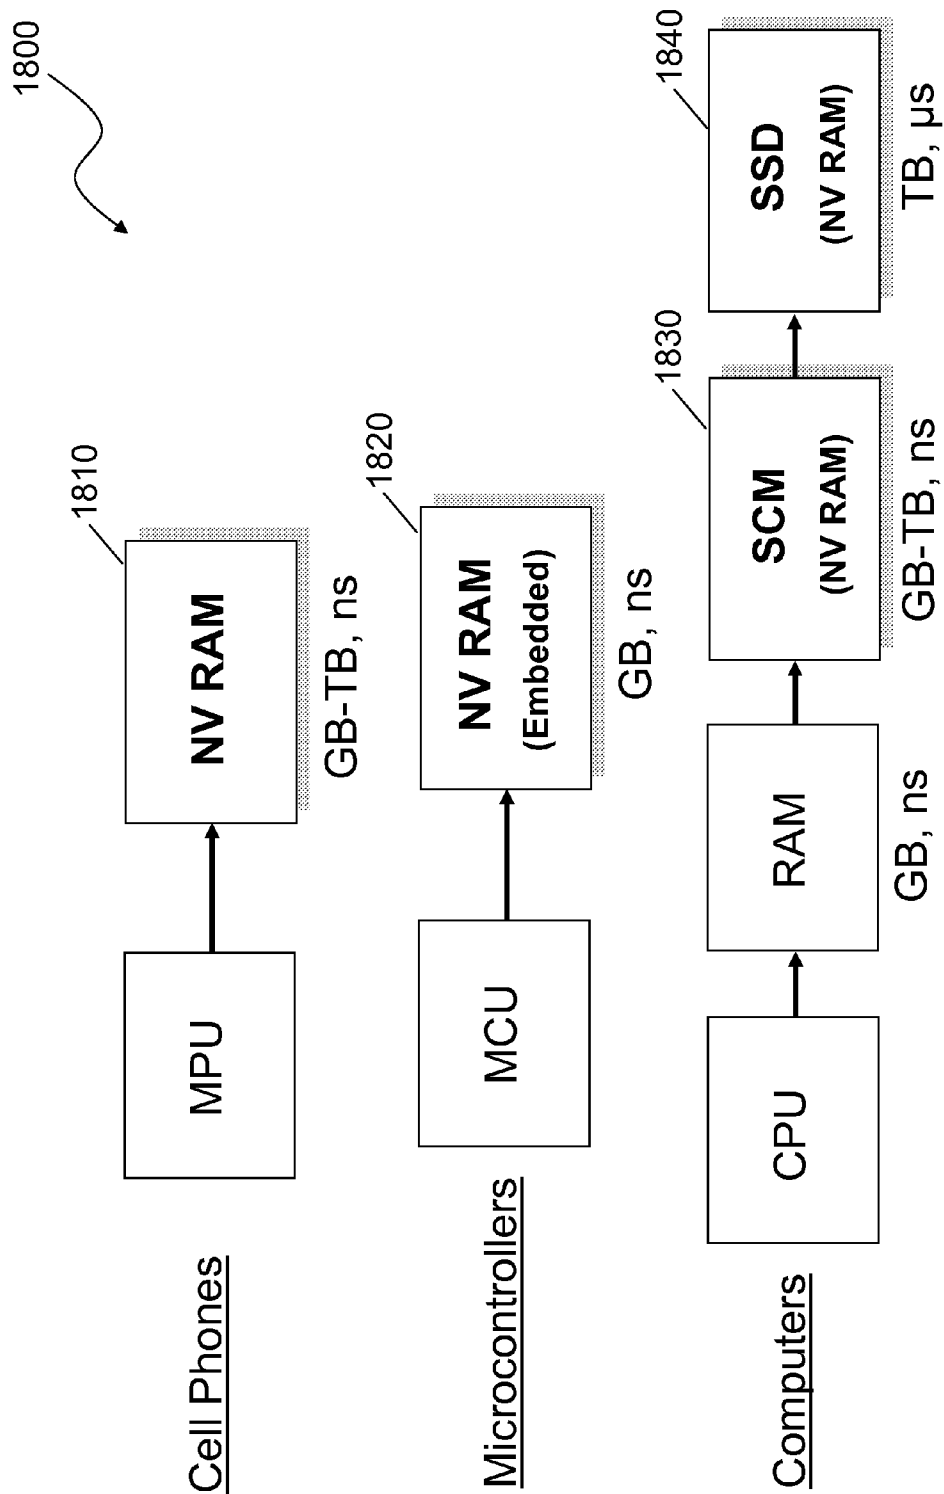 1800
Cell Phones
MPU
1810
NV RAM
GB-TB, ns
Microcontrollers
MCU
1820
NV RAM
(Embedded)
GB, ns
Computers
CPU
RAM
GB, ns
1830
SCM
(NV RAM)
GB-TB, ns
1840
SSD
(NV RAM)
TB, µs